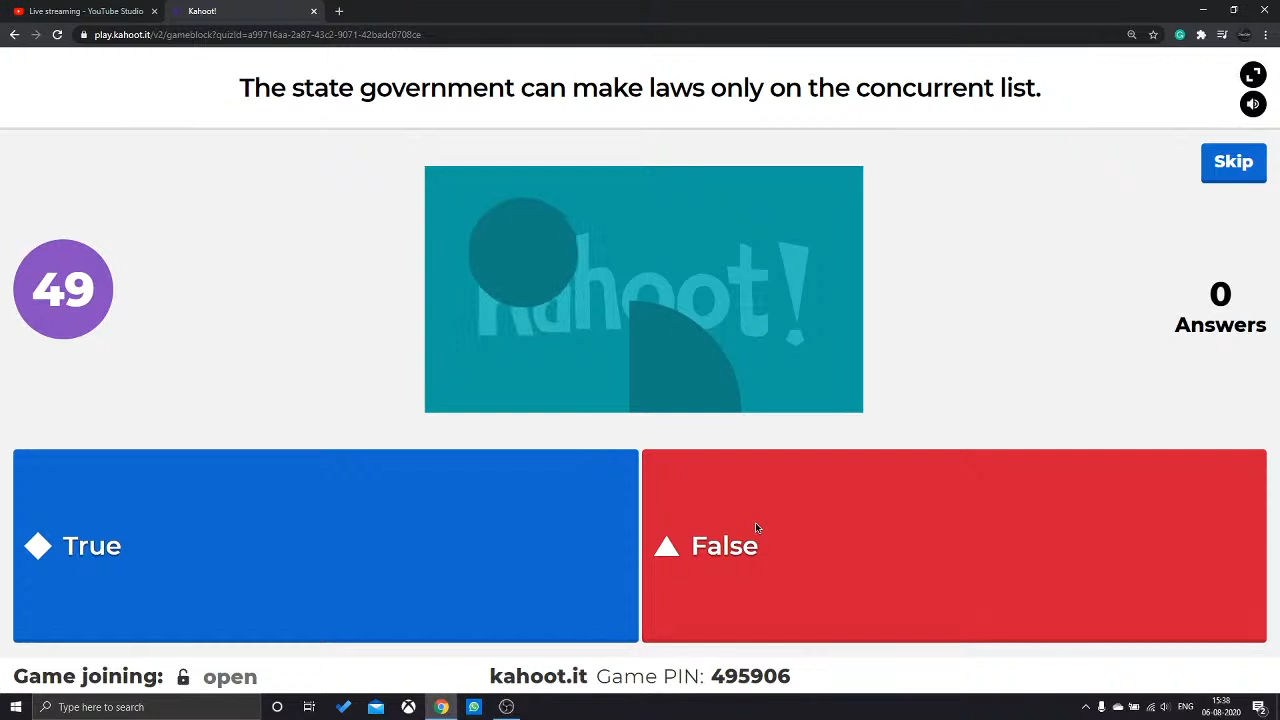 Live streaming - YouTube Studio
Kahoot!
play.kahoot.it/v2/gameblock?quizId=a99716aa-2a87-43c2-9071-42badc0708ce
The state government can make laws only on the concurrent list.
Skip
Kahoot!
49
0
Answers
True
False
Game joining: open
kahoot.it Game PIN: 495906
Type here to search
ENG
15:38
06-08-2020
2